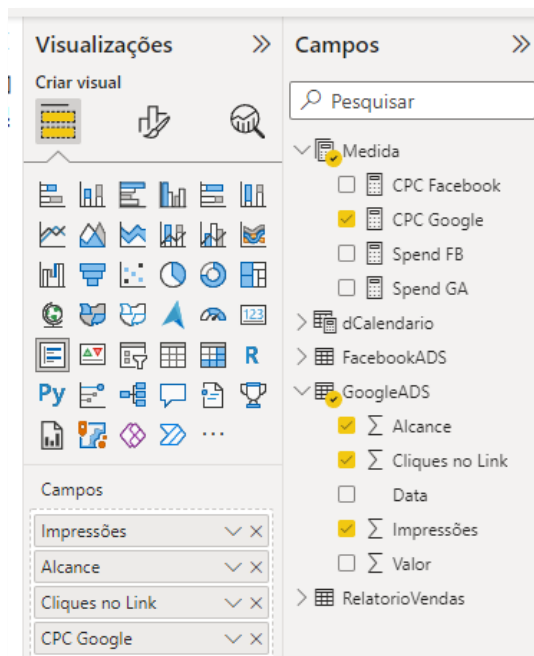 Visualizações
Criar visual
123
R
Py
Campos
Impressões
Alcance
Cliques no Link
CPC Google
Campos
Pesquisar
Medida
CPC Facebook
CPC Google
Spend FB
Spend GA
dCalendario
FacebookADS
GoogleADS
Alcance
Cliques no Link
Data
Impressões
Valor
RelatorioVendas